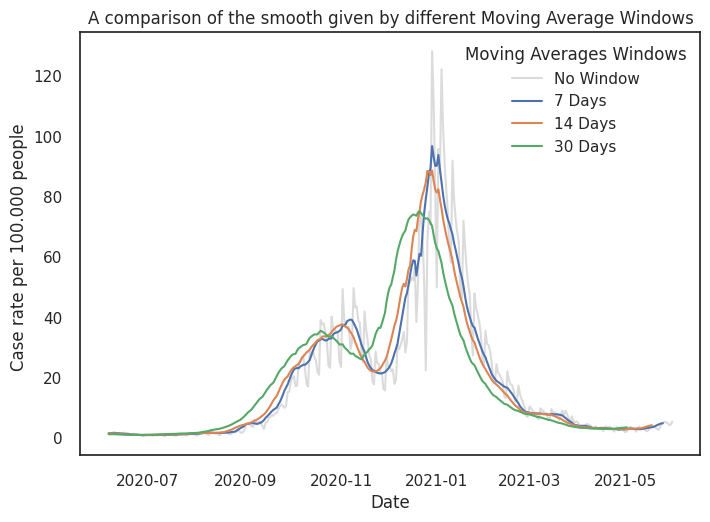 A comparison of the smooth given by different Moving Average Windows
Moving Averages Windows
No Window
7 Days
14 Days
30 Days
Case rate per 100.000 people
120
100
80
60
40
20
0
2020-07 2020-09 2020-11 2021-01 2021-03 2021-05
Date